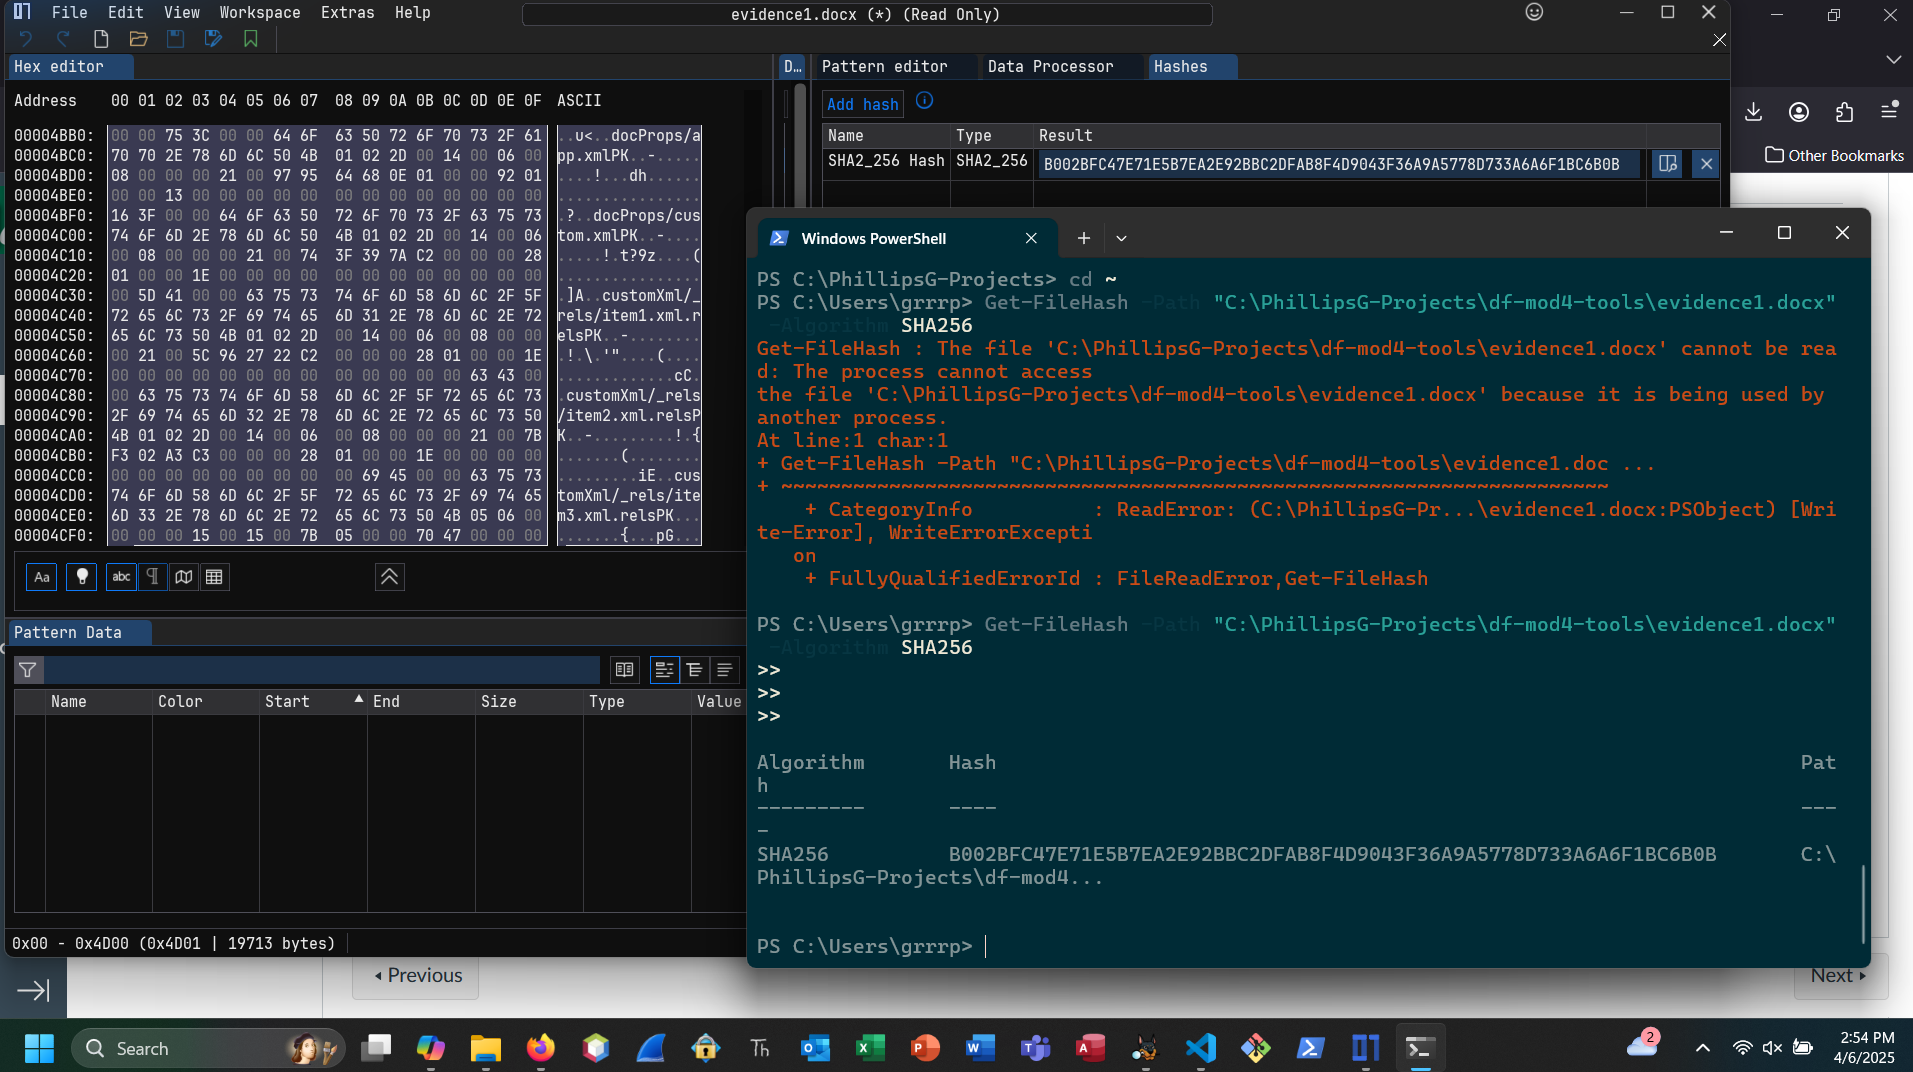 File Edit View Workspace Extras Help
evidence1.docx (*) (Read Only)
Hex editor
D…
Pattern editor
Data Processor
Hashes
Address 00 01 02 03 04 05 06 07 08 09 0A 0B 0C 0D 0E 0F ASCII
00004BB0: 00 00 75 3C 00 00 64 6F 63 50 72 6F 70 73 2F 61 ..u<..docProps/a
00004BC0: 70 70 2E 78 6D 6C 50 4B 01 02 2D 00 14 00 06 00 pp.xmlPK..-.....
00004BD0: 08 00 00 00 21 00 97 95 64 68 0E 01 00 00 92 01 ....!...dh......
00004BE0: 00 00 13 00 00 00 00 00 00 00 00 00 00 00 00 00 ................
00004BF0: 16 3F 00 00 64 6F 63 50 72 6F 70 73 2F 63 75 73 .?..docProps/cus
00004C00: 74 6F 6D 2E 78 6D 6C 50 4B 01 02 2D 00 14 00 06 tom.xmlPK..-....
00004C10: 00 08 00 00 00 21 00 74 3F 39 7A C2 00 00 00 28 .....!.t?9z....(
00004C20: 01 00 00 1E 00 00 00 00 00 00 00 00 00 00 00 00 ................
00004C30: 00 5D 41 00 00 63 75 73 74 6F 6D 58 6D 6C 2F 5F .]A..customXml/_
00004C40: 72 65 6C 73 2F 69 74 65 6D 31 2E 78 6D 6C 2E 72 rels/item1.xml.r
00004C50: 65 6C 73 50 4B 01 02 2D 00 14 00 06 00 08 00 00 elsPK..-........
00004C60: 00 21 00 5C 96 27 22 C2 00 00 00 28 01 00 00 1E .!.\.'"....(....
00004C70: 00 00 00 00 00 00 00 00 00 00 00 00 00 63 43 00 .............cC.
00004C80: 00 63 75 73 74 6F 6D 58 6D 6C 2F 5F 72 65 6C 73 .customXml/_rels
00004C90: 2F 69 74 65 6D 32 2E 78 6D 6C 2E 72 65 6C 73 50 /item2.xml.relsP
00004CA0: 4B 01 02 2D 00 14 00 06 00 08 00 00 00 21 00 7B K..-.........!.{
00004CB0: F3 02 A3 C3 00 00 00 28 01 00 00 1E 00 00 00 00 .......(........
00004CC0: 00 00 00 00 00 00 00 00 00 69 45 00 00 63 75 73 .........iE..cus
00004CD0: 74 6F 6D 58 6D 6C 2F 5F 72 65 6C 73 2F 69 74 65 tomXml/_rels/ite
00004CE0: 6D 33 2E 78 6D 6C 2E 72 65 6C 73 50 4B 05 06 00 m3.xml.relsPK...
00004CF0: 00 00 00 15 00 15 00 7B 05 00 00 70 47 00 00 00 .......{...pG...
Aa
abc
Pattern Data
Name Color Start End Size Type Value
0x00 - 0x4D00 (0x4D01 | 19713 bytes)
Add hash
Name Type Result
SHA2_256 Hash SHA2_256 B002BFC47E71E5B7EA2E92BBC2DFAB8F4D9043F36A9A5778D733A6A6F1BC6B0B
Other Bookmarks
Windows PowerShell
PS C:\PhillipsG-Projects> cd ~
PS C:\Users\grrrp> Get-FileHash -Path "C:\PhillipsG-Projects\df-mod4-tools\evidence1.docx"
-Algorithm SHA256
Get-FileHash : The file 'C:\PhillipsG-Projects\df-mod4-tools\evidence1.docx' cannot be rea
d: The process cannot access
the file 'C:\PhillipsG-Projects\df-mod4-tools\evidence1.docx' because it is being used by
another process.
At line:1 char:1
+ Get-FileHash -Path "C:\PhillipsG-Projects\df-mod4-tools\evidence1.doc ...
+ ~~~~~~~~~~~~~~~~~~~~~~~~~~~~~~~~~~~~~~~~~~~~~~~~~~~~~~~~~~~~~~~~~~~~~
+ CategoryInfo : ReadError: (C:\PhillipsG-Pr...\evidence1.docx:PSObject) [Wri
te-Error], WriteErrorExcepti
on
+ FullyQualifiedErrorId : FileReadError,Get-FileHash
PS C:\Users\grrrp> Get-FileHash -Path "C:\PhillipsG-Projects\df-mod4-tools\evidence1.docx"
-Algorithm SHA256
>>
>>
>>
Algorithm Hash Pat
h
--------- ---- ---
-
SHA256 B002BFC47E71E5B7EA2E92BBC2DFAB8F4D9043F36A9A5778D733A6A6F1BC6B0B C:\
PhillipsG-Projects\df-mod4...
PS C:\Users\grrrp>
Previous
Next
Search
Th
2
2:54 PM
4/6/2025